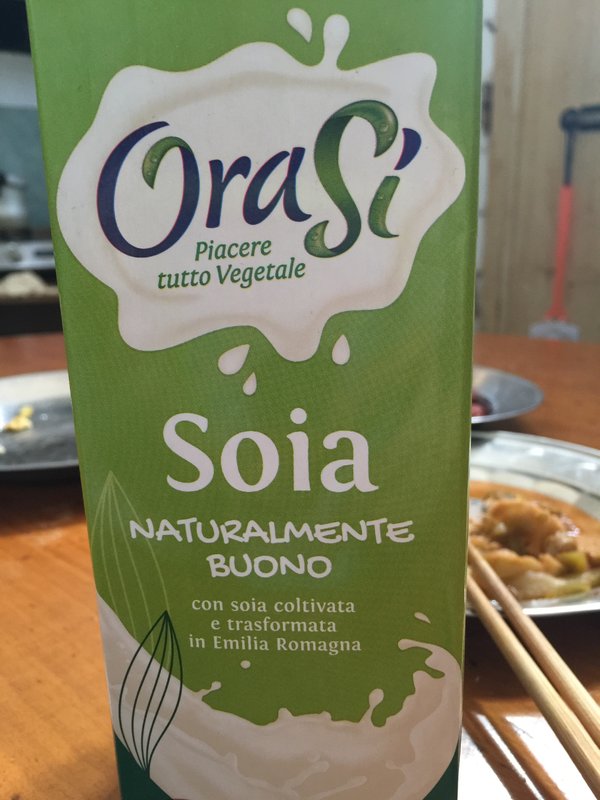 OraSì
Piacere
tutto Vegetale
Soia
NATURALMENTE
BUONO
con soia coltivata
e trasformata
in Emilia Romagna